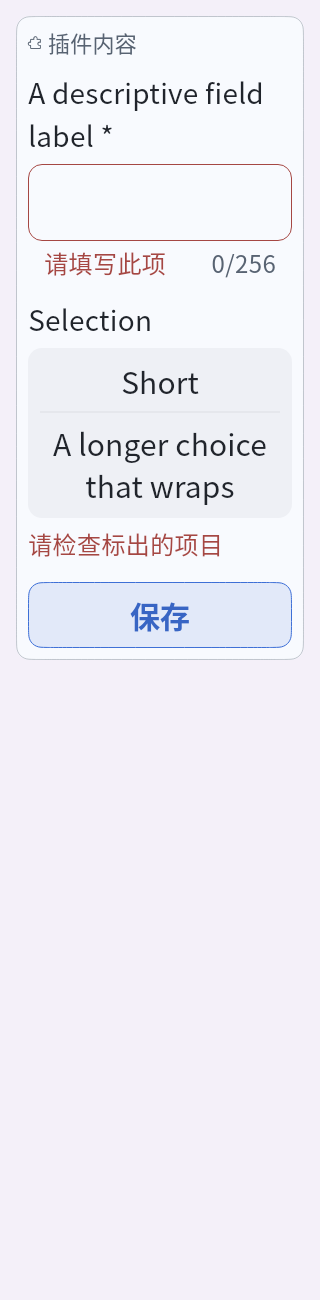 插件内容
A descriptive field
label *
请填写此项 0/256
Selection
Short
A longer choice
that wraps
请检查标出的项目
保存